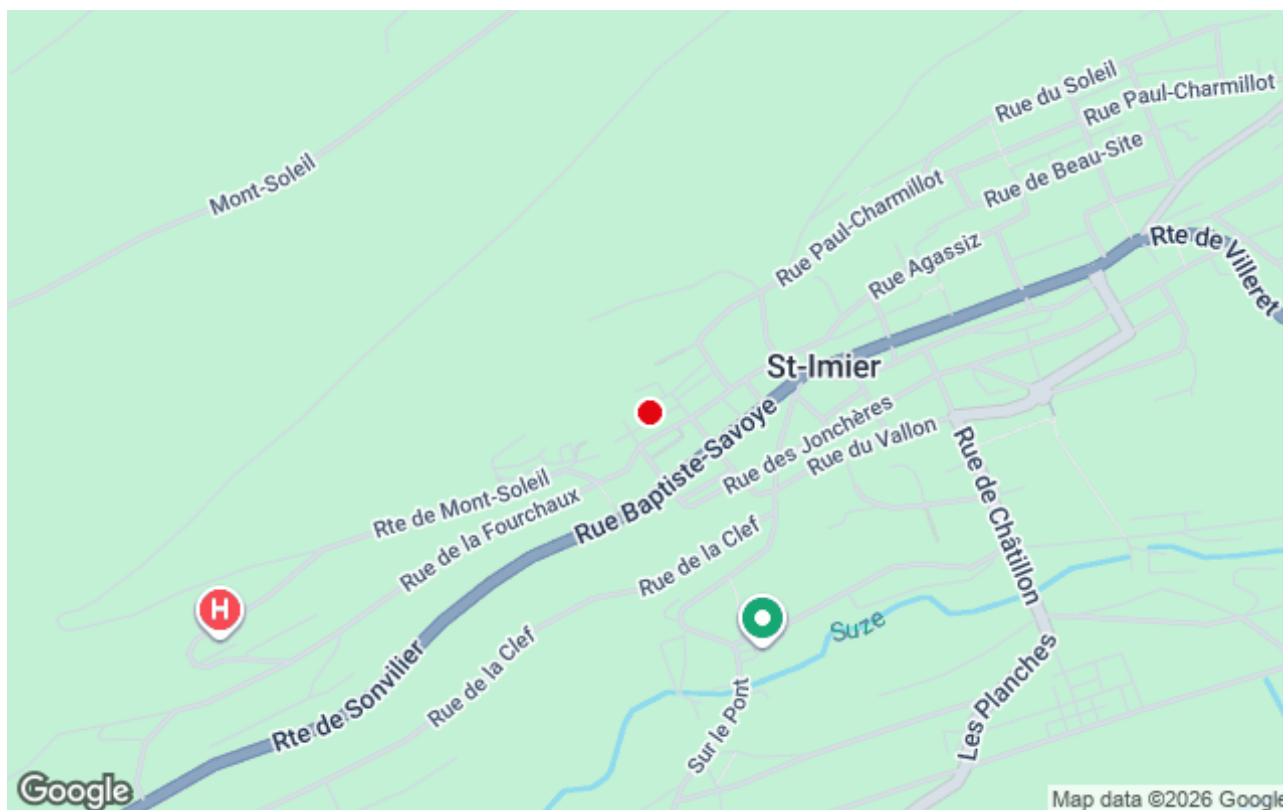 Rue du Soleil
Rue Paul-Charmillot
Mont-Soleil
Rue de Beau-Site
Rue Paul-Charmillot
Rue Agassiz
Rte de Villeret
St-Imier
Rue Baptiste-Savoye
Rue des Jonchères
Rue du Vallon
Rte de Mont-Soleil
Rue de la Fourchaux
Rue de Châtillon
Rue de la Clef
H
Suze
Rue de la Clef
Rte de Sonvilier
Sur le Pont
Les Planches
Google
Map data ©2026 Google